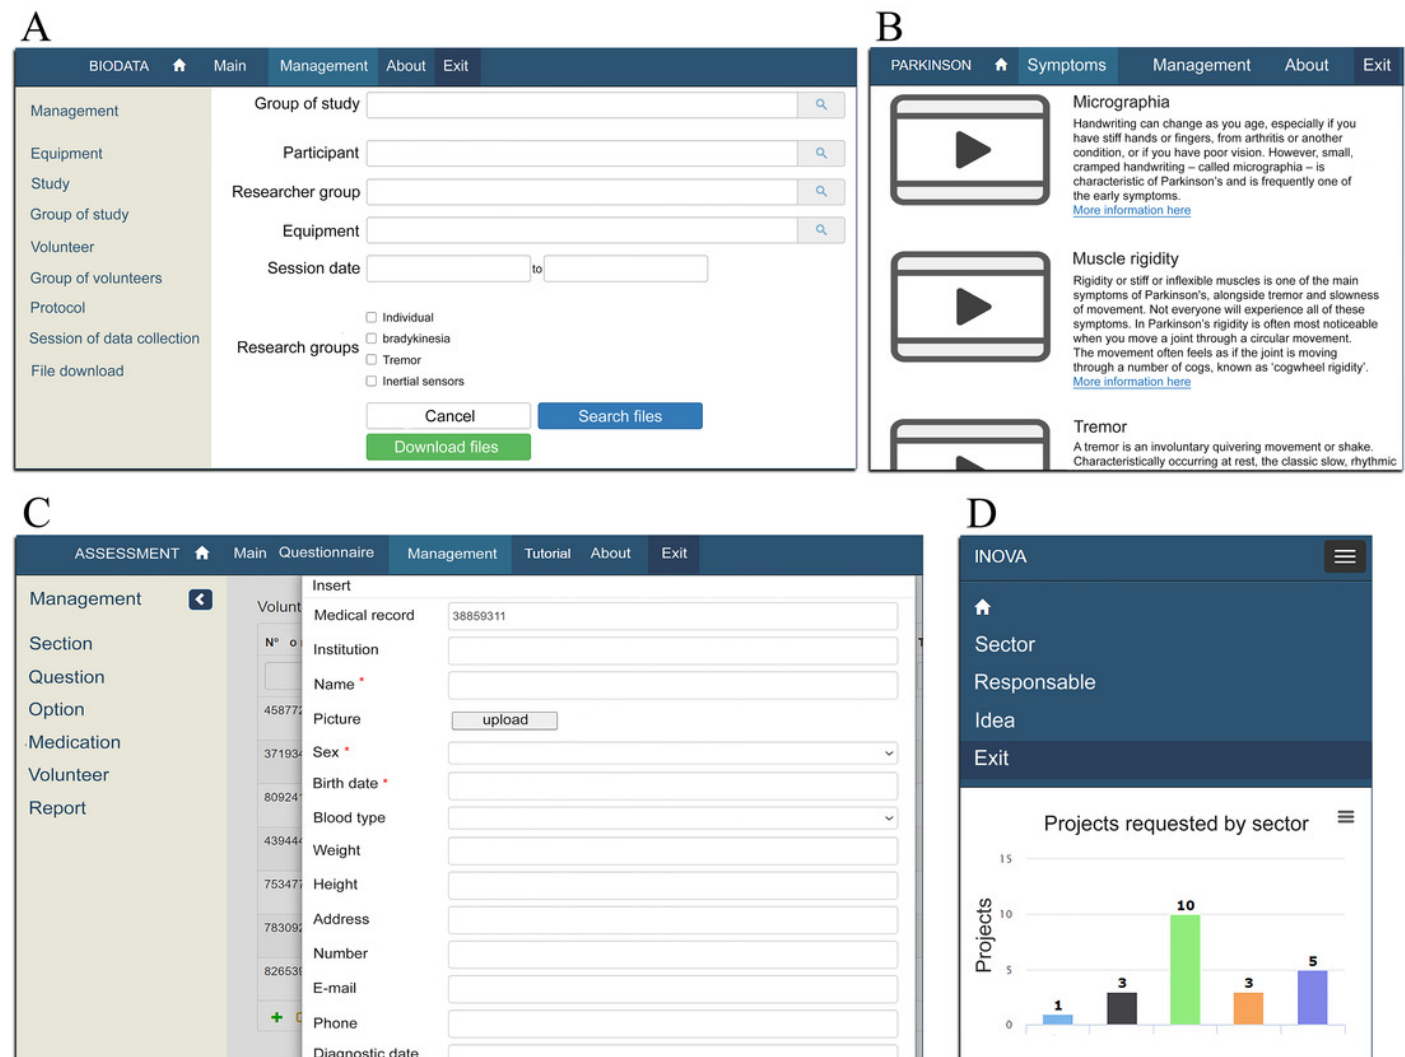 A
BIODATA Main Management About Exit
Management
Equipment
Study
Group of study
Volunteer
Group of volunteers
Protocol
Session of data collection
File download
Group of study
Participant
Researcher group
Equipment
Session date to
Research groups
Individual
bradykinesia
Tremor
Inertial sensors
Cancel Search files
Download files
B
PARKINSON Symptoms Management About Exit
Micrographia
Handwriting can change as you age, especially if you
have stiff hands or fingers, from arthritis or another
condition, or if you have poor vision. However, small,
cramped handwriting – called micrographia – is
characteristic of Parkinson's and is frequently one of
the early symptoms.
More information here
Muscle rigidity
Rigidity or stiff or inflexible muscles is one of the main
symptoms of Parkinson's, alongside tremor and slowness
of movement. Not everyone will experience all of these
symptoms. In Parkinson's rigidity is often most noticeable
when you move a joint through a circular movement.
The movement often feels as if the joint is moving
through a number of cogs, known as 'cogwheel rigidity'.
More information here
Tremor
A tremor is an involuntary quivering movement or shake.
Characteristically occurring at rest, the classic slow, rhythmic
C
ASSESSMENT Main Questionnaire Management Tutorial About Exit
Management
Section
Question
Option
Medication
Volunteer
Report
Volunt
Nº o
45877
37193
80924
43944
75347
78309
82653
Insert
Medical record 38859311
Institution
Name *
Picture upload
Sex *
Birth date *
Blood type
Weight
Height
Address
Number
E-mail
Phone
Diagnostic date
D
INOVA
Sector
Responsable
Idea
Exit
Projects requested by sector
Projects
15
10
5
0
1
3
10
3
5